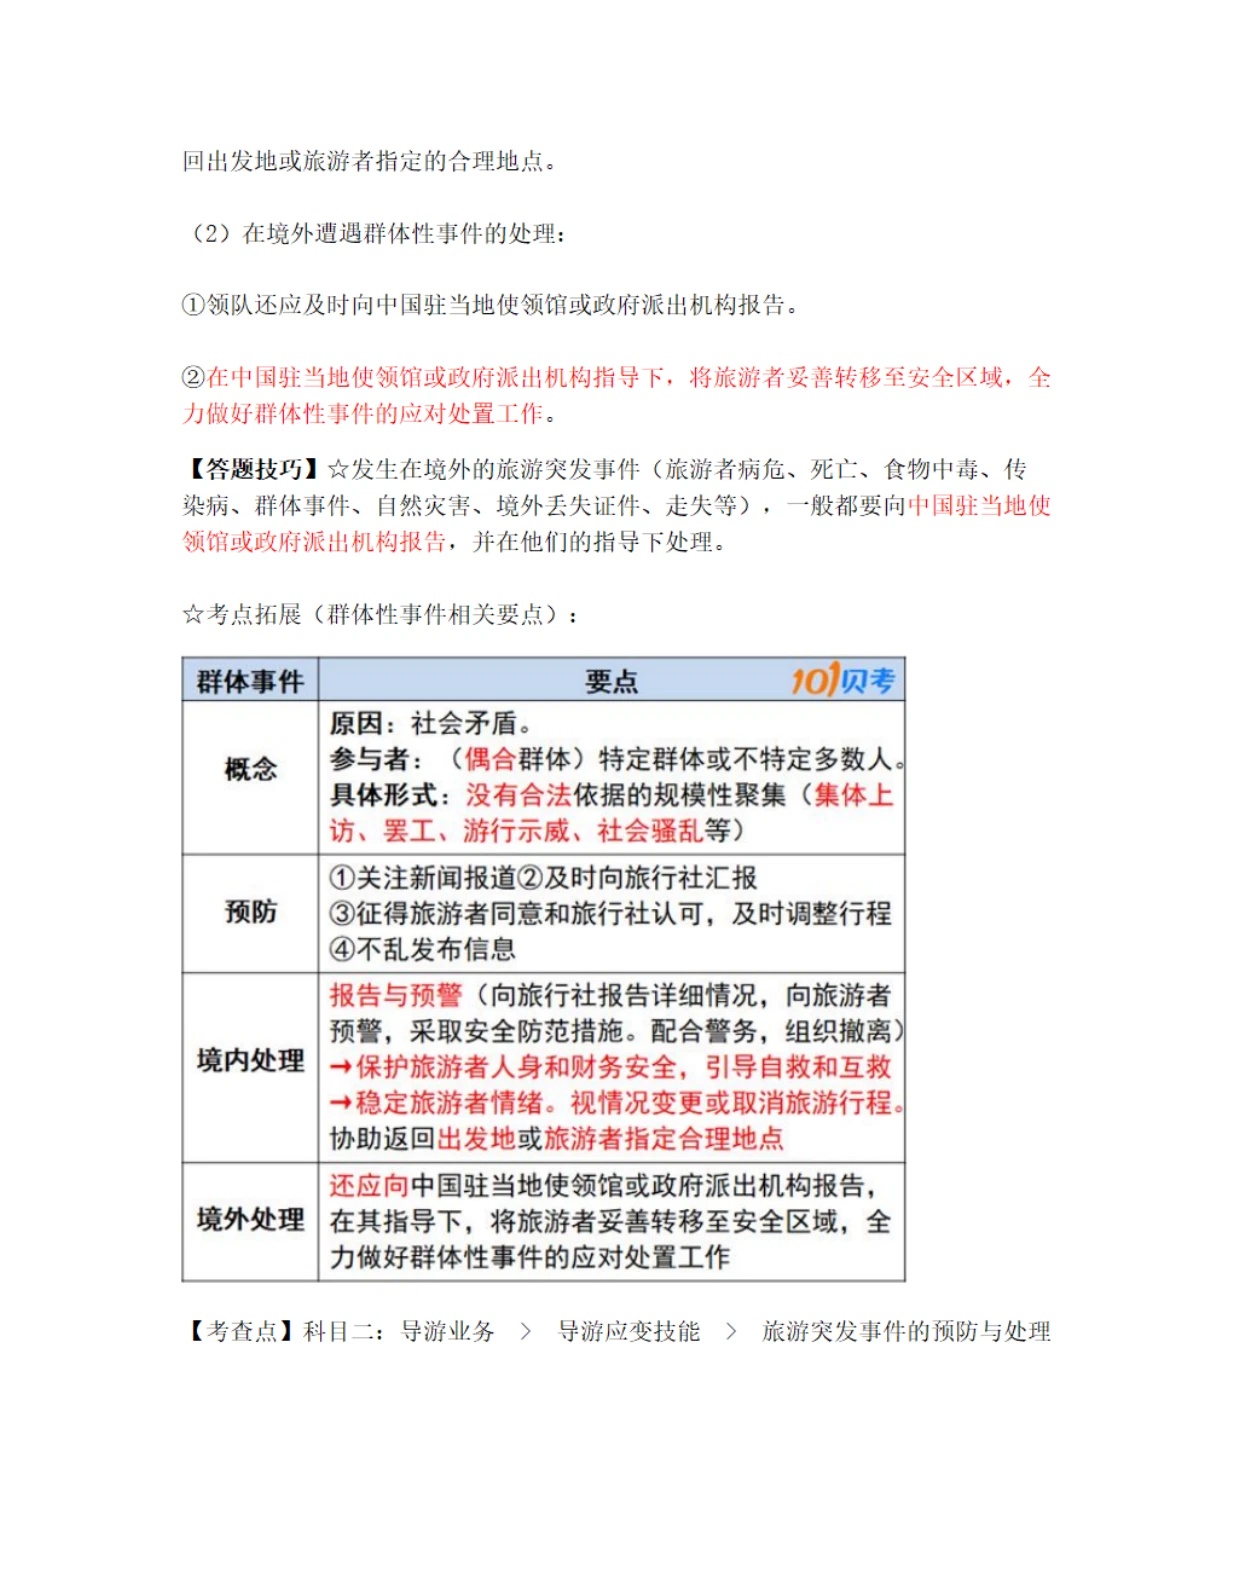 回出发地或旅游者指定的合理地点。
（2）在境外遭遇群体性事件的处理：
①领队还应及时向中国驻当地使领馆或政府派出机构报告。
②在中国驻当地使领馆或政府派出机构指导下，将旅游者妥善转移至安全区域，全
力做好群体性事件的应对处置工作。
【答题技巧】☆发生在境外的旅游突发事件（旅游者病危、死亡、食物中毒、传
染病、群体事件、自然灾害、境外丢失证件、走失等），一般都要向中国驻当地使
领馆或政府派出机构报告，并在他们的指导下处理。
☆考点拓展（群体性事件相关要点）：
群体事件 要点 101贝考
概念
原因：社会矛盾。
参与者：（偶合群体）特定群体或不特定多数人。
具体形式：没有合法依据的规模性聚集（集体上
访、罢工、游行示威、社会骚乱等）
预防
①关注新闻报道②及时向旅行社汇报
③征得旅游者同意和旅行社认可，及时调整行程
④不乱发布信息
境内处理
报告与预警（向旅行社报告详细情况，向旅游者
预警，采取安全防范措施。配合警务，组织撤离）
→保护旅游者人身和财务安全，引导自救和互救
→稳定旅游者情绪。视情况变更或取消旅游行程。
协助返回出发地或旅游者指定合理地点
境外处理
还应向中国驻当地使领馆或政府派出机构报告，
在其指导下，将旅游者妥善转移至安全区域，全
力做好群体性事件的应对处置工作
【考查点】科目二：导游业务 > 导游应变技能 > 旅游突发事件的预防与处理